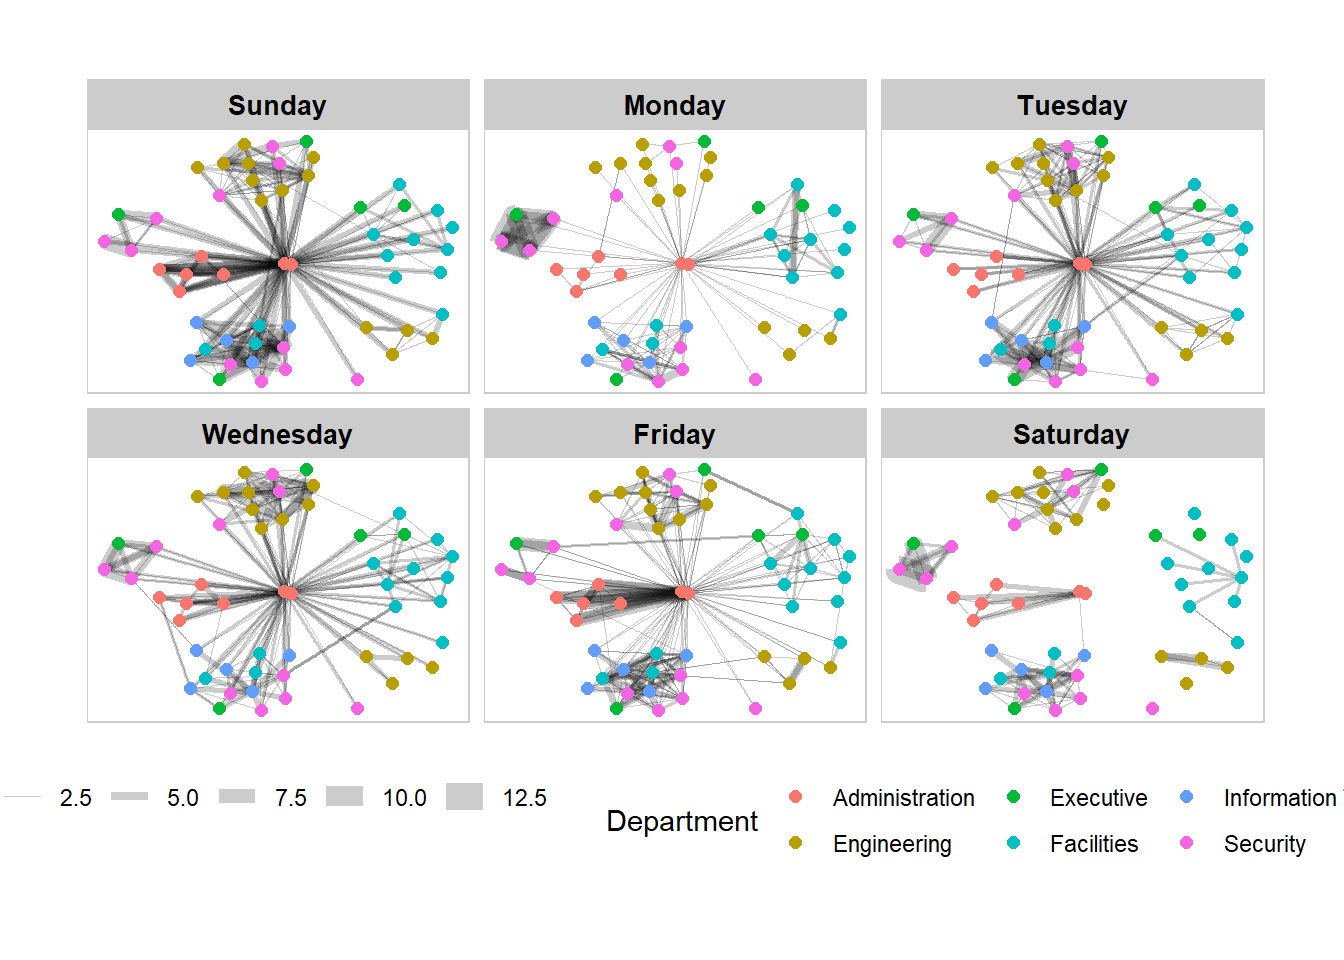 Sunday Monday Tuesday
Wednesday Friday Saturday
2.5 5.0 7.5 10.0 12.5
Department
Administration Executive Information
Engineering Facilities Security